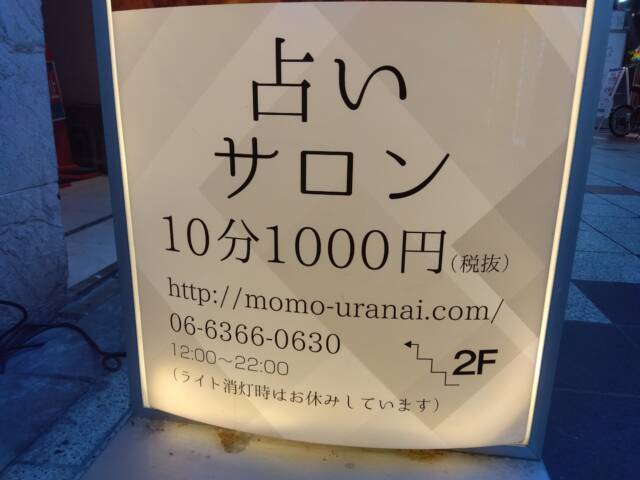 占い
サロン
10分1000円(税抜)
http://momo-uranai.com/
06-6366-0630
12:00～22:00
2F
(ライト消灯時はお休みしています)